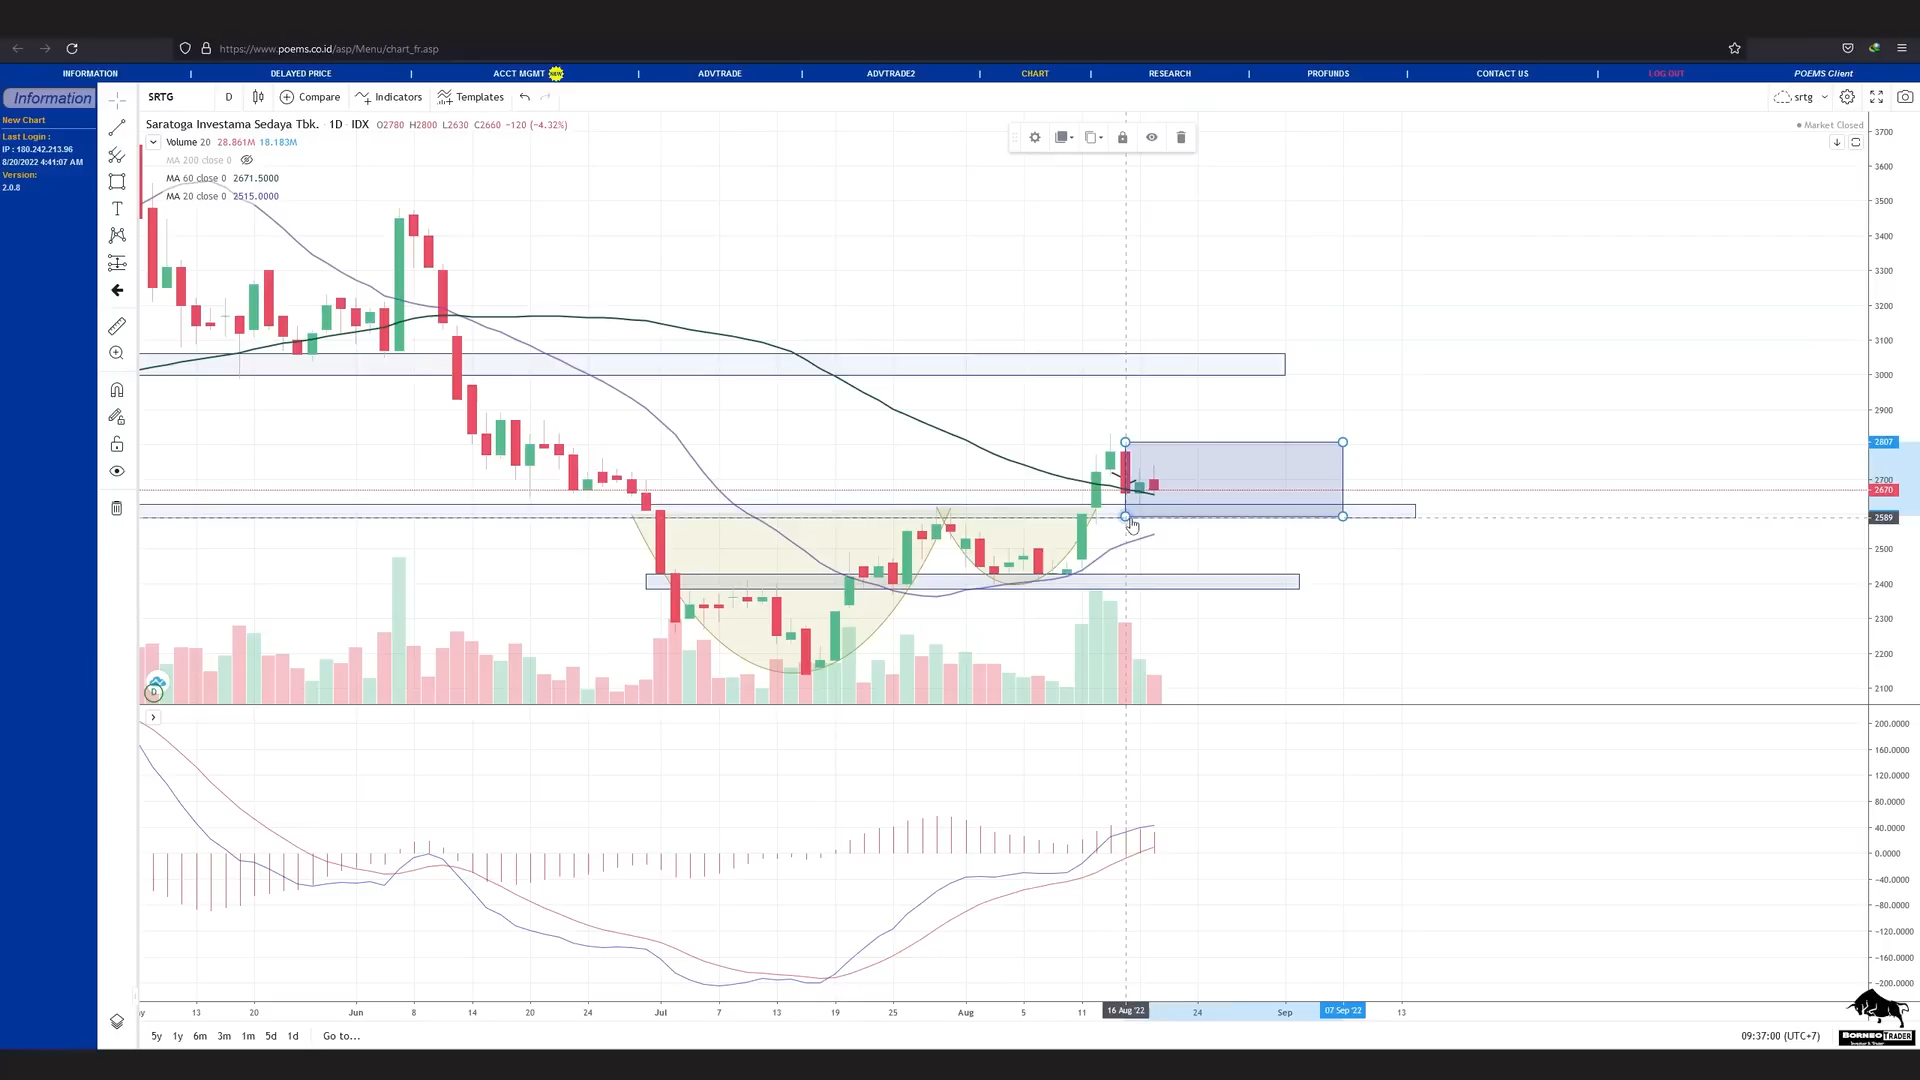 https://www.poems.co.id/asp/Menu/chart_fr.asp
INFORMATION | DELAYED PRICE | ACCT MGMT | ADVTRADE | ADVTRADE2 | CHART | RESEARCH | PROFUNDS | CONTACT US | LOG OUT POEMS Client
Information
New Chart
Last Login :
IP : 180.242.213.96
8/20/2022 4:41:07 AM
Version:
2.0.8
SRTG D Compare Indicators Templates srtg
Saratoga Investama Sedaya Tbk. 1D IDX O2780 H2800 L2630 C2660 −120 (−4.32%)
Market Closed
Volume 20 28.861M 18.183M
MA 200 close 0
MA 60 close 0 2671.5000
MA 20 close 0 2515.0000
3700
3600
3500
3400
3300
3200
3100
3000
2900
2807
2700
2670
2589
2500
2400
2300
2200
2100
D
200.0000
160.0000
120.0000
80.0000
40.0000
0.0000
−40.0000
−80.0000
−120.0000
−160.0000
−200.0000
13 20 Jun 8 14 20 24 Jul 7 13 19 25 Aug 5 11 16 Aug '22 24 Sep 07 Sep '22 13
5y 1y 6m 3m 1m 5d 1d Go to... 09:37:00 (UTC+7)
BORNEO TRADER